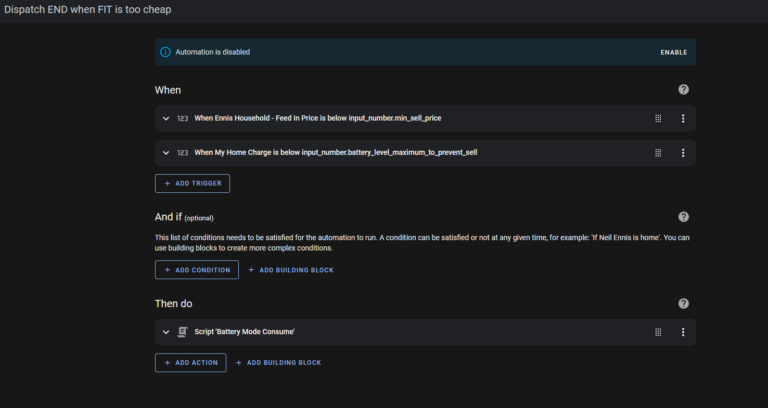 Dispatch END when FIT is too cheap
Automation is disabled
ENABLE
When
?
123 When Ennis Household - Feed In Price is below input_number.min_sell_price
123 When My Home Charge is below input_number.battery_level_maximum_to_prevent_sell
+ ADD TRIGGER
And if (optional)
?
This list of conditions needs to be satisfied for the automation to run. A condition can be satisfied or not at any given time, for example: 'If Neil Ennis is home'. You can
use building blocks to create more complex conditions.
+ ADD CONDITION + ADD BUILDING BLOCK
Then do
?
Script 'Battery Mode Consume'
+ ADD ACTION + ADD BUILDING BLOCK